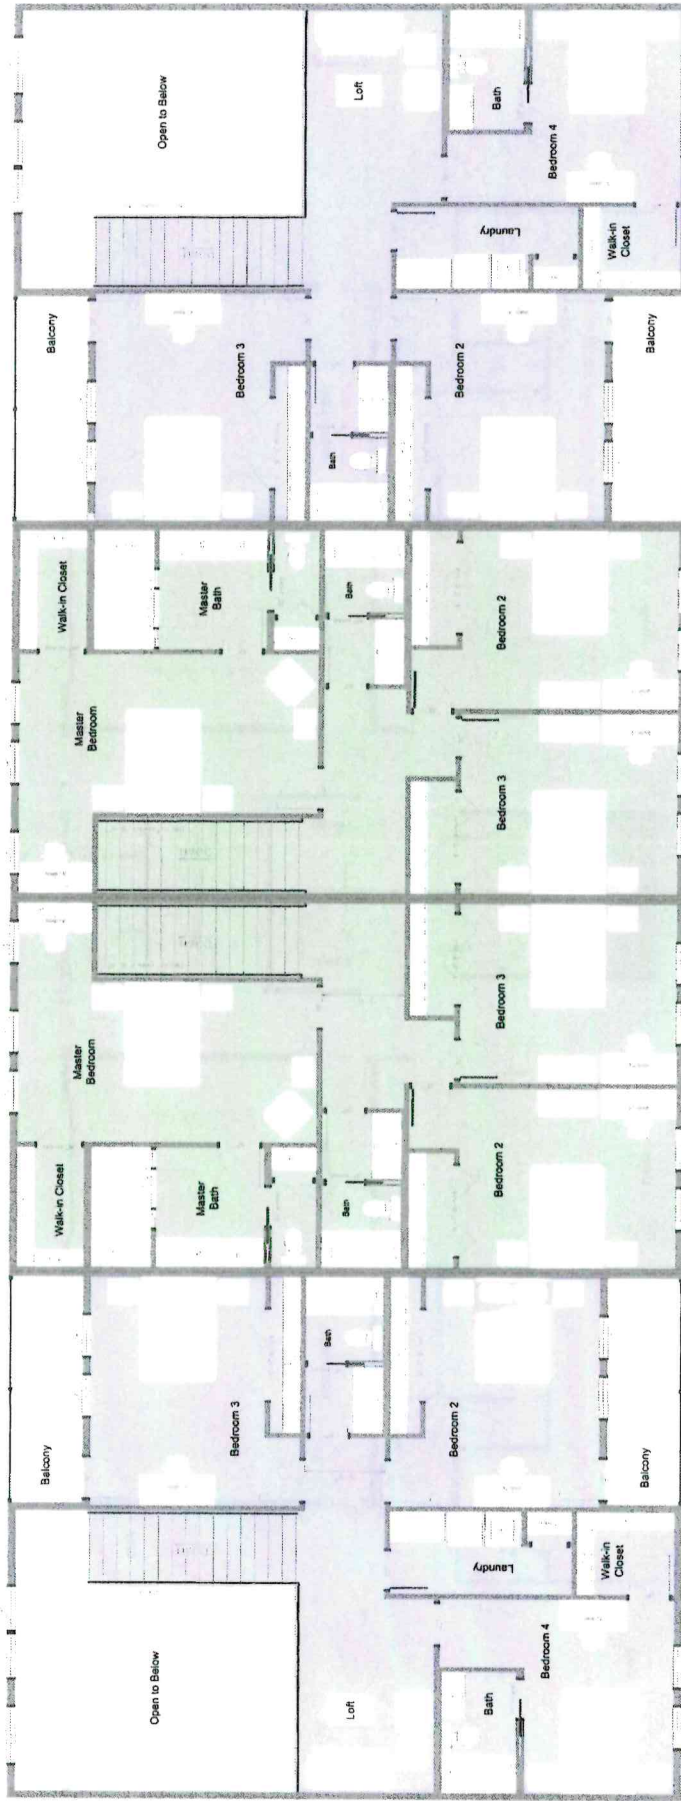 Open to Below
Loft
Bath
Bedroom 4
Laundry
Walk-in
Closet
Balcony
Bedroom 3
Bath
Bedroom 2
Balcony
Walk-in Closet
Master
Bath
Master
Bedroom
Bath
Bedroom 2
Bedroom 3
Master
Bedroom
Bedroom 3
Walk-in Closet
Master
Bath
Bath
Bedroom 2
Balcony
Bedroom 3
Bath
Bedroom 2
Balcony
Open to Below
Loft
Laundry
Walk-in
Closet
Bath
Bedroom 4